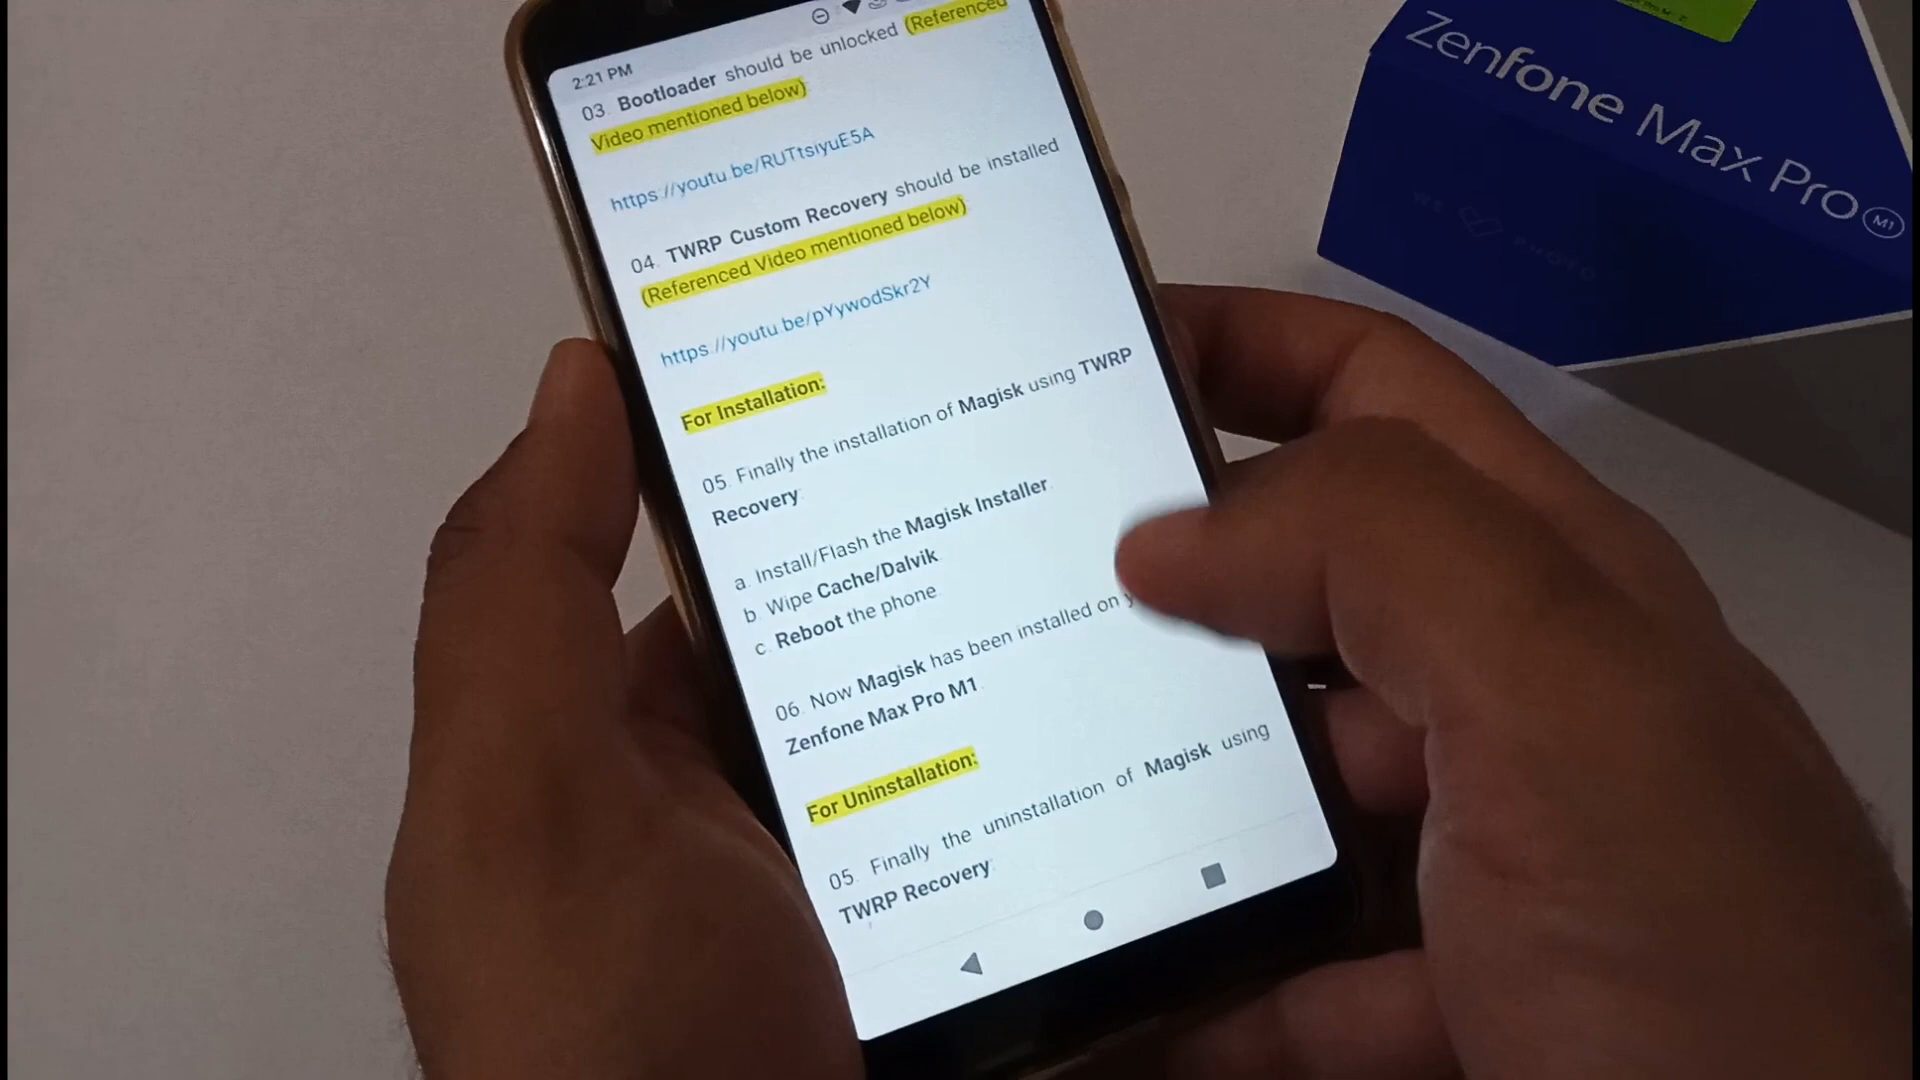 2:21 PM
03. Bootloader should be unlocked (Referenced
Video mentioned below)
https://youtu.be/RUTtsiyuE5A
04. TWRP Custom Recovery should be installed
(Referenced Video mentioned below)
https://youtu.be/pYywodSkr2Y
For Installation:
05. Finally the installation of Magisk using TWRP
Recovery:
a. Install/Flash the Magisk Installer.
b. Wipe Cache/Dalvik.
c. Reboot the phone.
06. Now Magisk has been installed on
Zenfone Max Pro M1.
For Uninstallation:
05. Finally the uninstallation of Magisk using
TWRP Recovery:
Zenfone Max Pro M1
WE
PHOTO